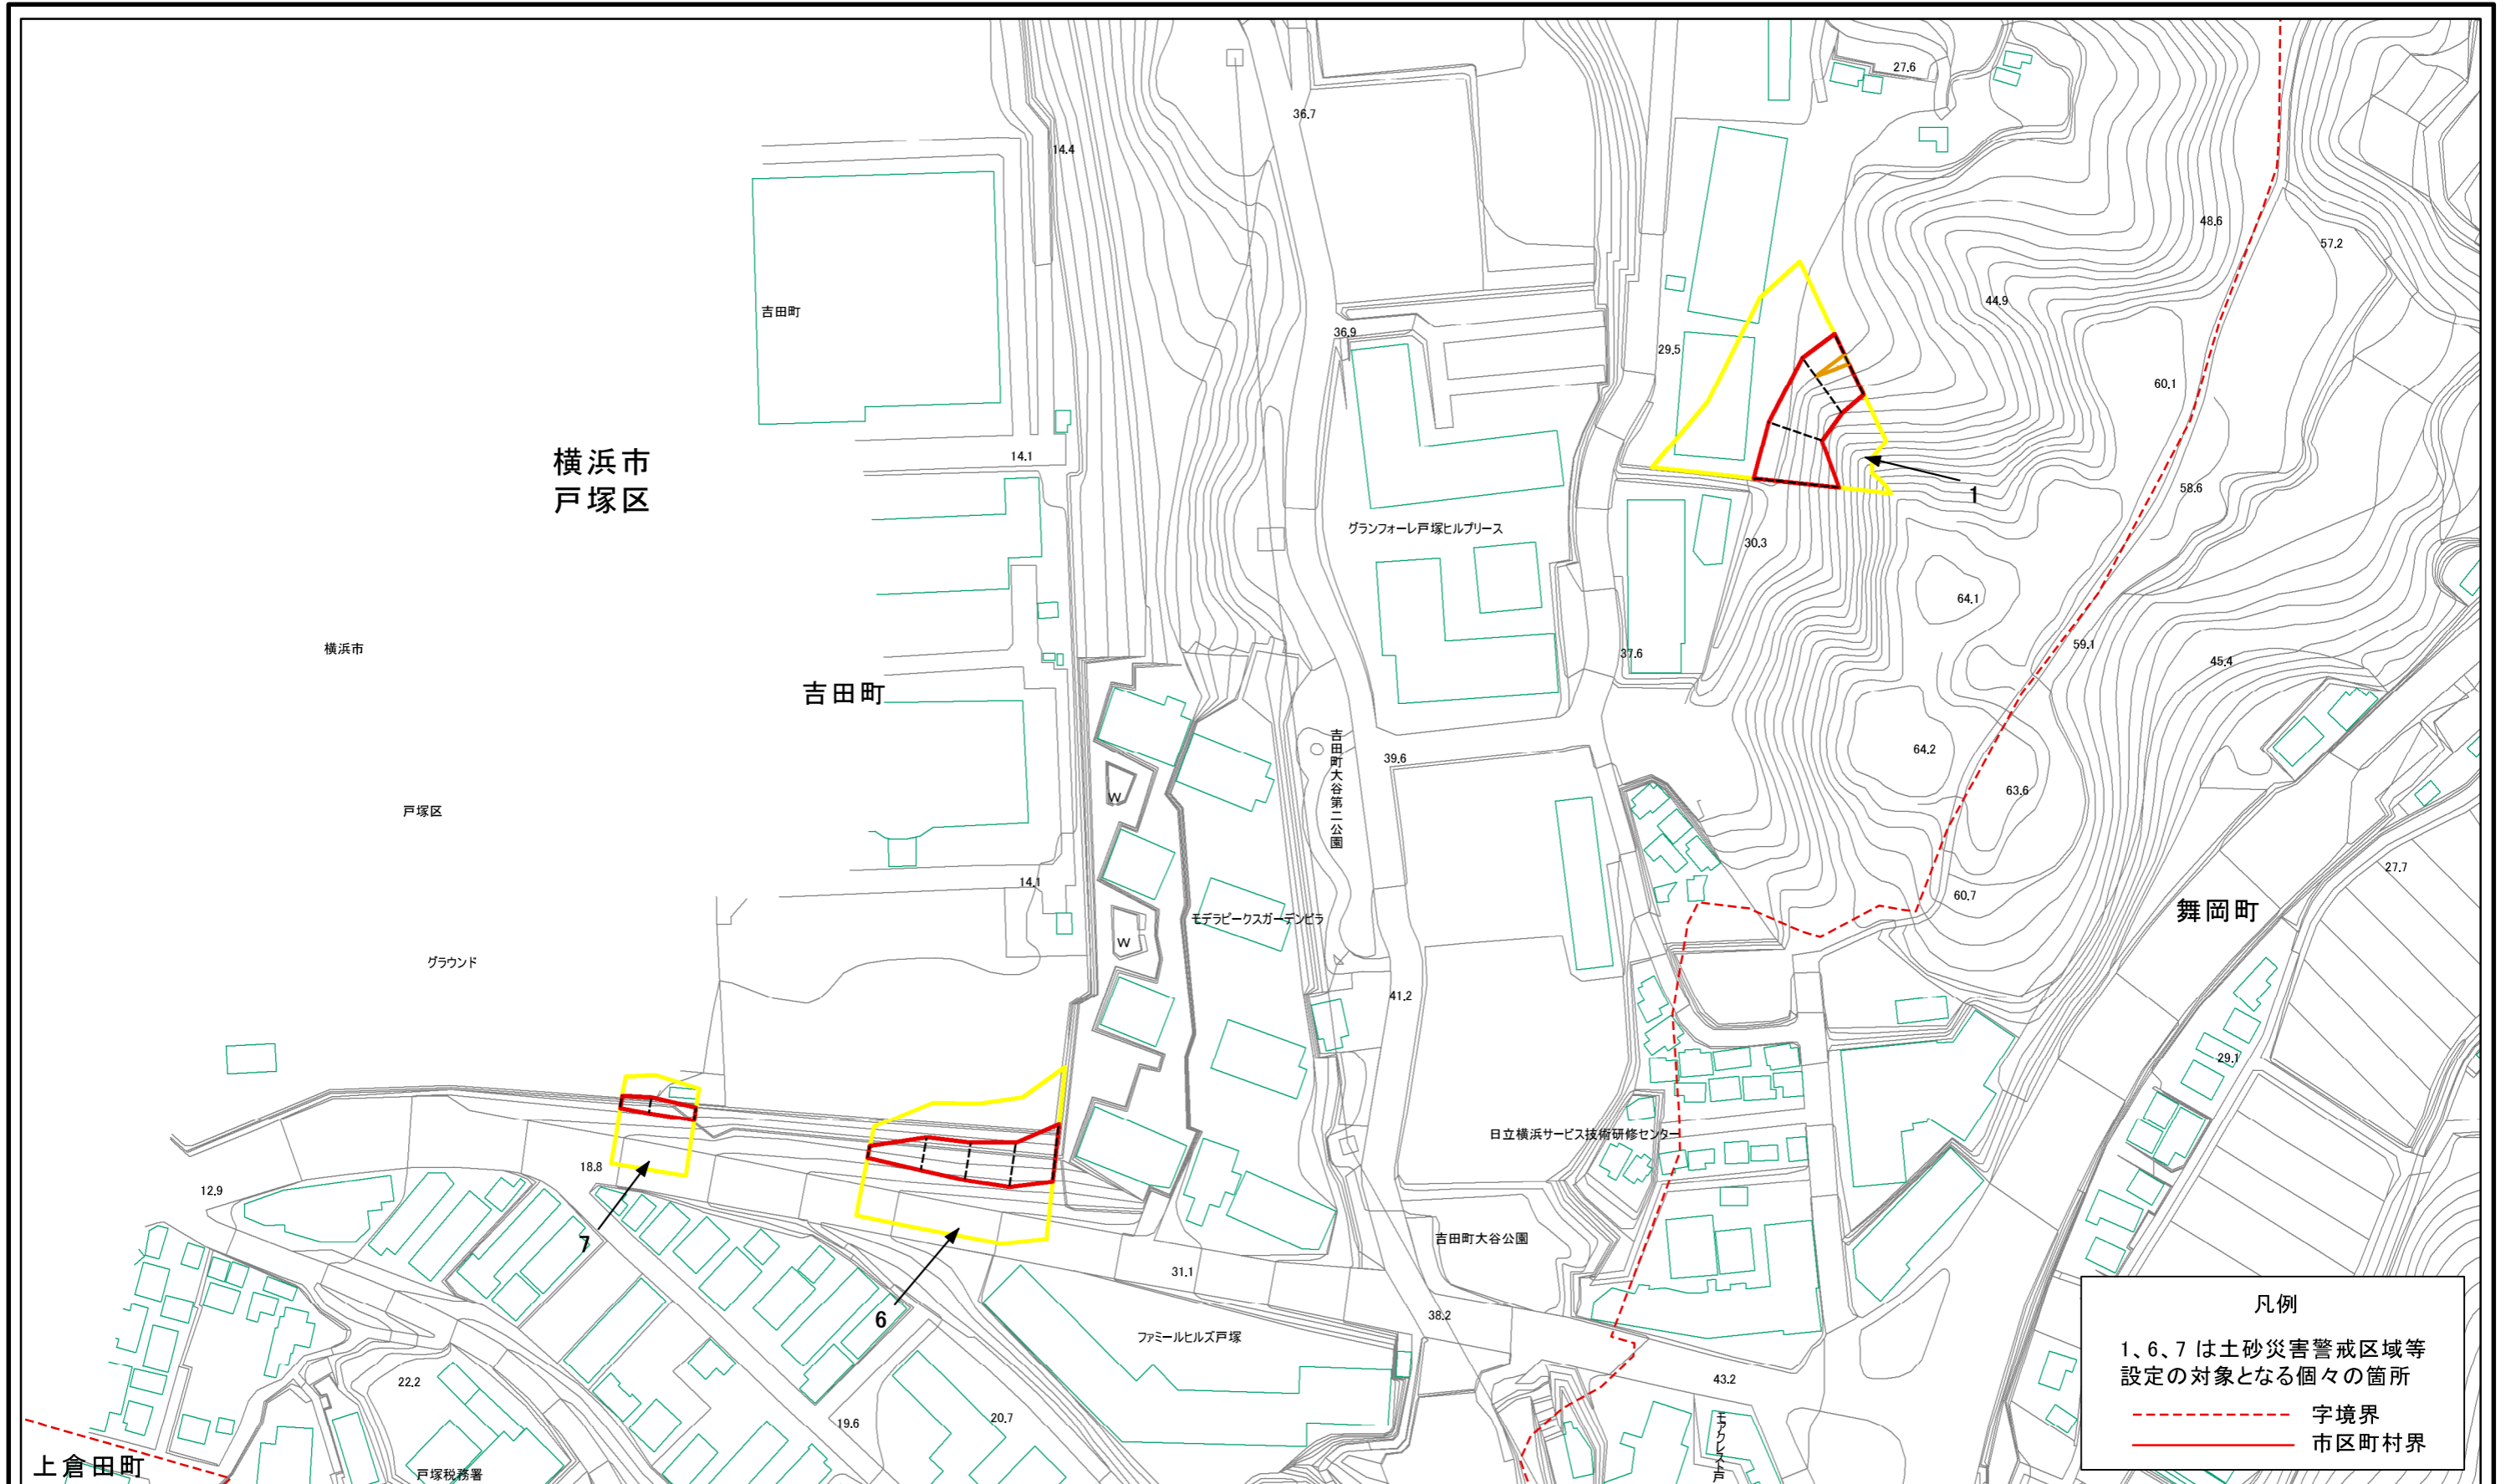 27.6
36.7
14.4
48.6
57.2
吉田町
44.9
36.9
29.5
60.1
横浜市
戸塚区
14.1
1
58.6
グランフォーレ戸塚ヒルブリース
30.3
64.1
横浜市
37.6
59.1
45.4
吉田町
吉田町大谷第二公園
39.6
64.2
63.6
W
戸塚区
27.7
14.1
60.7
モデラビークスガーデンビラ
舞岡町
W
グラウンド
41.2
29.1
日立横浜サービス技術研修センター
18.8
12.9
7
吉田町大谷公園
31.1
6
38.2
ファミールヒルズ戸塚
凡例
1、6、7 は土砂災害警戒区域等
設定の対象となる個々の箇所
字境界
市区町村界
43.2
22.2
19.6
20.7
上倉田町
戸塚税務署